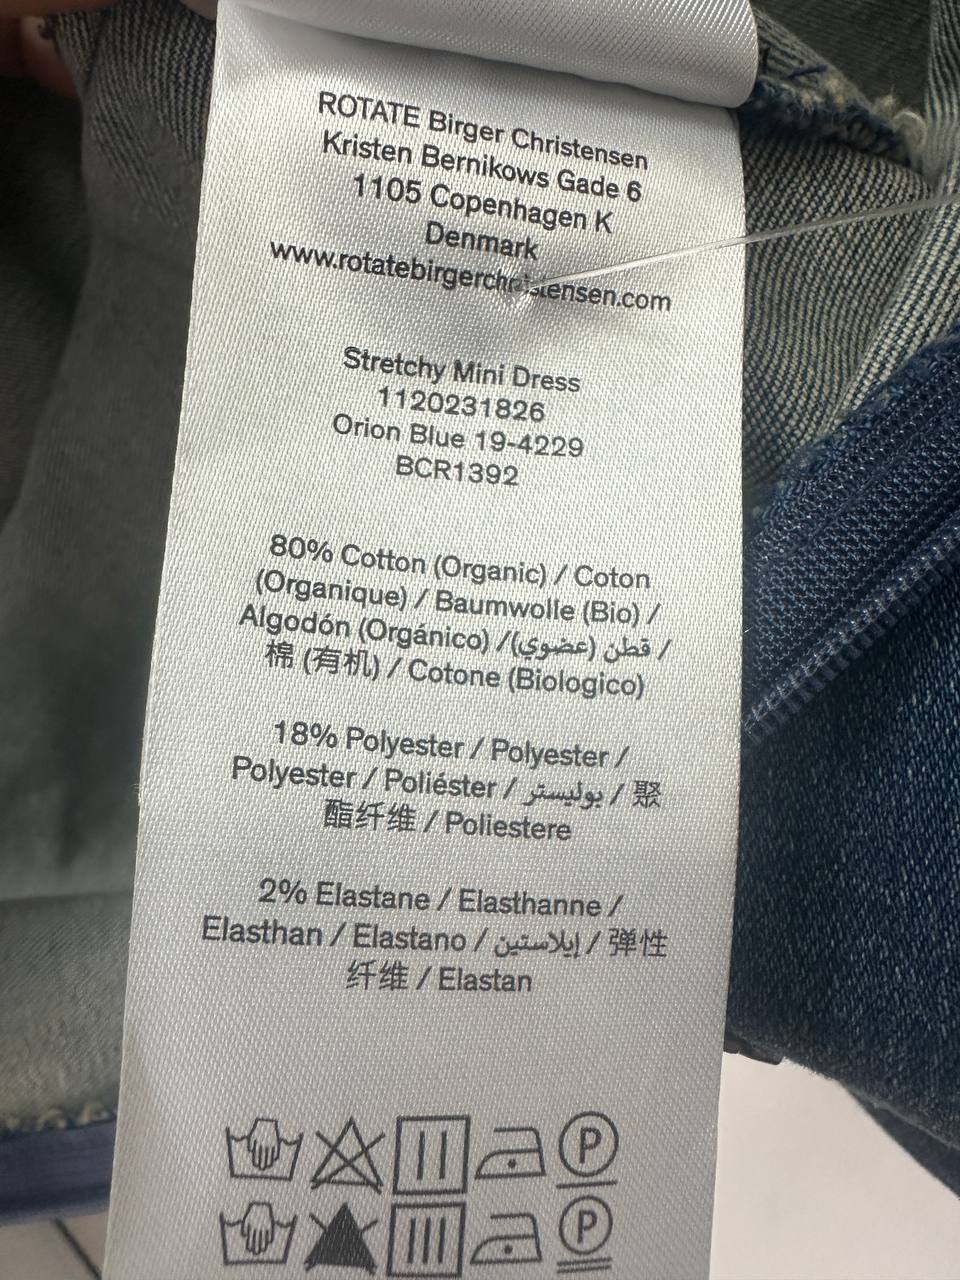 ROTATE Birger Christensen
Kristen Bernikows Gade 6
1105 Copenhagen K
Denmark
www.rotatebirgerchristensen.com
Stretchy Mini Dress
1120231826
Orion Blue 19-4229
BCR1392
80% Cotton (Organic) / Coton
(Organique) / Baumwolle (Bio) /
Algodón (Orgánico) /قطن (عضوي) /
棉 (有机) / Cotone (Biologico)
18% Polyester / Polyester /
Polyester / Poliéster / بوليستر / 聚
酯纤维 / Poliestere
2% Elastane / Elasthanne /
Elasthan / Elastano / إيلاستين / 弹性
纤维 / Elastan
P
P